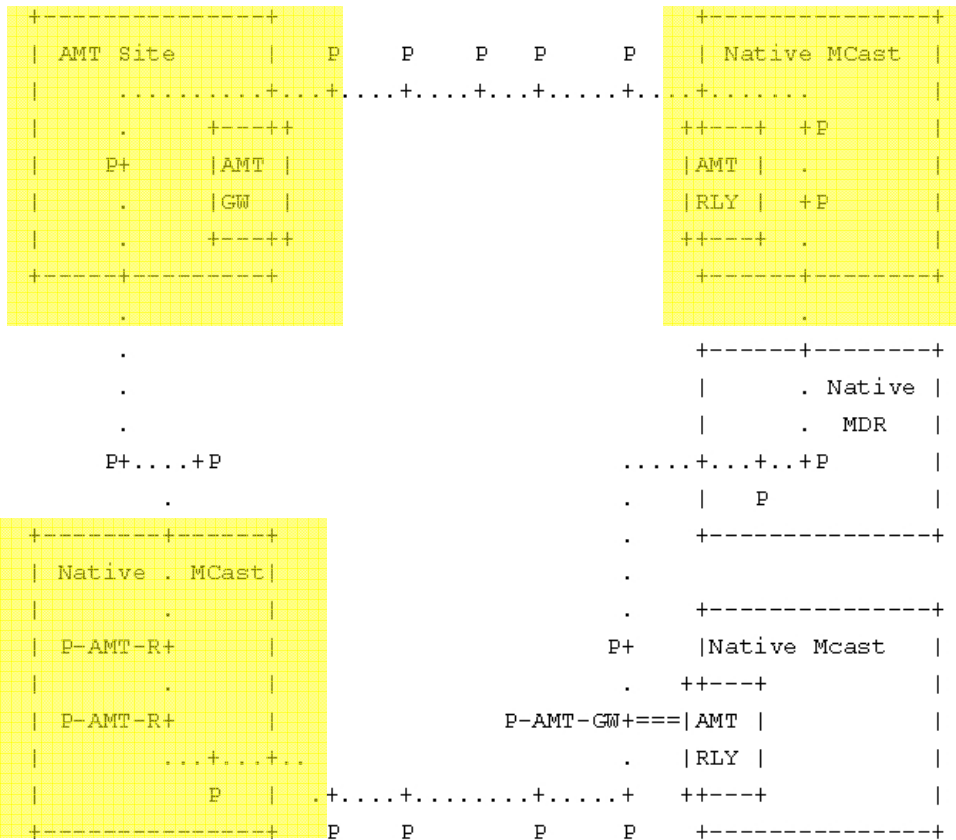 +---------------+                            +---------------+
|  AMT Site      |   P    P    P   P     P    | Native MCast  |
|     ..........+...+....+....+...+.....+....+.......        |
|     .     +---++                          ++---+  +P       |
|    P+     |AMT |                          |AMT |  .        |
|     .     |GW  |                          |RLY |  +P       |
|     .     +---++                          ++---+  .        |
+-----+---------+                            +------+--------+
      .                                             .
      .                                      +------+--------+
      .                                      |      . Native |
      .                                      |      .  MDR   |
     P+....+P                           .....+...+..+P       |
         .                              .    |   P           |
+--------+------+                       .    +---------------+
| Native . MCast|                       .
|        .      |                       .    +---------------+
| P-AMT-R+      |                      P+    |Native Mcast   |
|        .      |                       .   ++---+           |
| P-AMT-R+      |               P-AMT-GW+===|AMT |           |
|        ...+...+..                     .   |RLY |           |
|           P   |  .+....+........+.....+   ++---+           |
+---------------+   P    P        P     P    +---------------+